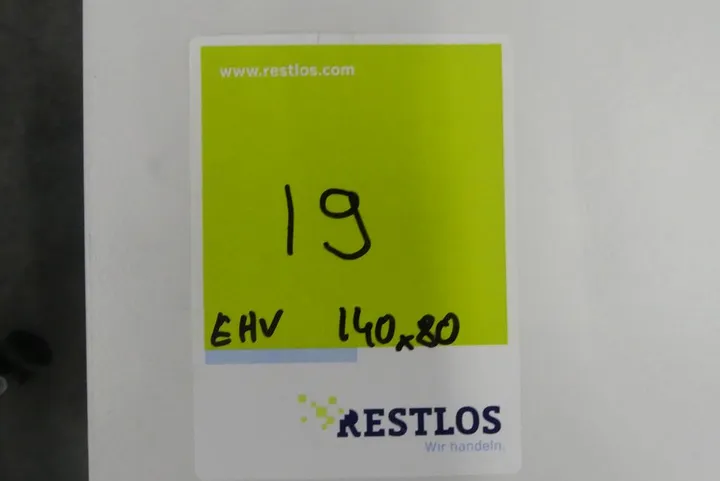 www.restlos.com
19
EHV 140x80
RESTLOS
Wir handeln.